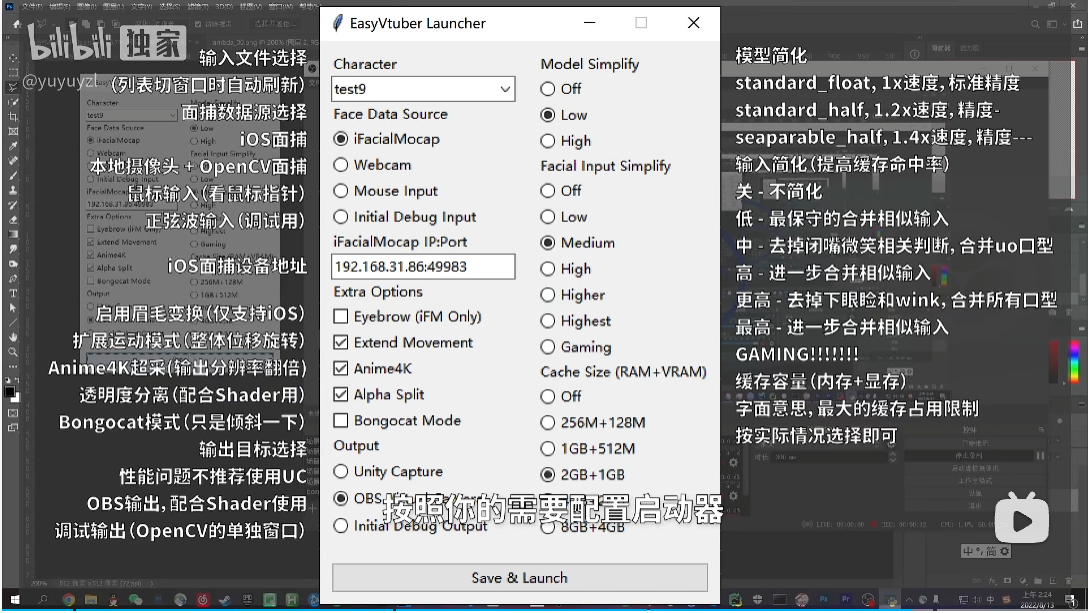 bilibili 独家
@yuyuyzl
输入文件选择
(列表切窗口时自动刷新)
面捕数据源选择
iOS面捕
本地摄像头 + OpenCV面捕
鼠标输入(看鼠标指针)
正弦波输入(调试用)
iOS面捕设备地址
启用眉毛变换(仅支持iOS)
扩展运动模式(整体位移旋转)
Anime4K超采(输出分辨率翻倍)
透明度分离(配合Shader用)
Bongocat模式(只是倾斜一下)
输出目标选择
性能问题不推荐使用UC
OBS输出, 配合Shader使用
调试输出(OpenCV的单独窗口)
EasyVtuber Launcher
Character
test9
Face Data Source
iFacialMocap
Webcam
Mouse Input
Initial Debug Input
iFacialMocap IP:Port
192.168.31.86:49983
Extra Options
Eyebrow (iFM Only)
Extend Movement
Anime4K
Alpha Split
Bongocat Mode
Output
Unity Capture
OBS
Initial Debug Output
Model Simplify
Off
Low
High
Facial Input Simplify
Off
Low
Medium
High
Higher
Highest
Gaming
Cache Size (RAM+VRAM)
Off
256M+128M
1GB+512M
2GB+1GB
8GB+4GB
按照你的需要配置启动器
Save & Launch
模型简化
standard_float, 1x速度, 标准精度
standard_half, 1.2x速度, 精度-
seaparable_half, 1.4x速度, 精度---
输入简化(提高缓存命中率)
关 - 不简化
低 - 最保守的合并相似输入
中 - 去掉闭嘴微笑相关判断, 合并uo口型
高 - 进一步合并相似输入
更高 - 去掉下眼睑和wink, 合并所有口型
最高 - 进一步合并相似输入
GAMING!!!!!!!
缓存容量(内存+显存)
字面意思, 最大的缓存占用限制
按实际情况选择即可
中 简
上午 2:24
2022/8/13